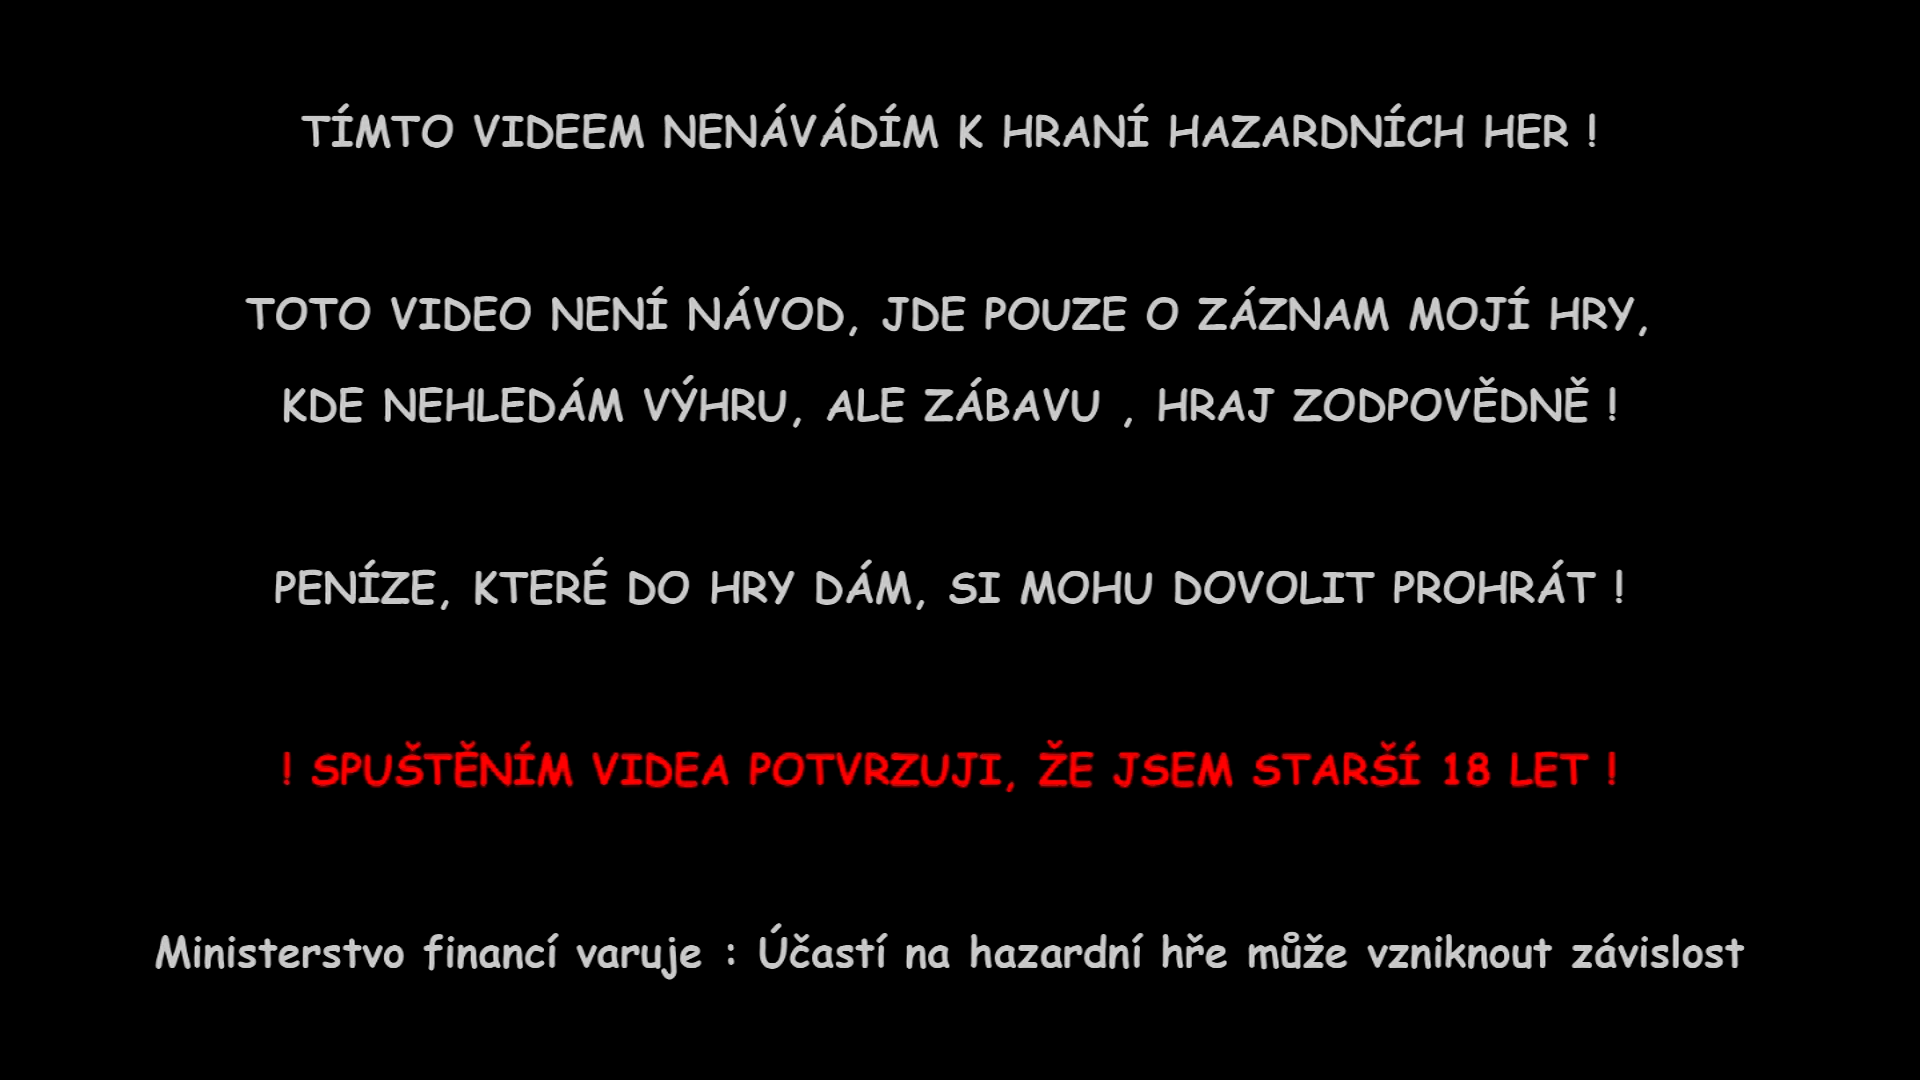 TÍMTO VIDEEM NENÁVÁDÍM K HRANÍ HAZARDNÍCH HER !
TOTO VIDEO NENÍ NÁVOD, JDE POUZE O ZÁZNAM MOJÍ HRY,
KDE NEHLEDÁM VÝHRU, ALE ZÁBAVU , HRAJ ZODPOVĚDNĚ !
PENÍZE, KTERÉ DO HRY DÁM, SI MOHU DOVOLIT PROHRÁT !
! SPUŠTĚNÍM VIDEA POTVRZUJI, ŽE JSEM STARŠÍ 18 LET !
Ministerstvo financí varuje : Účastí na hazardní hře může vzniknout závislost